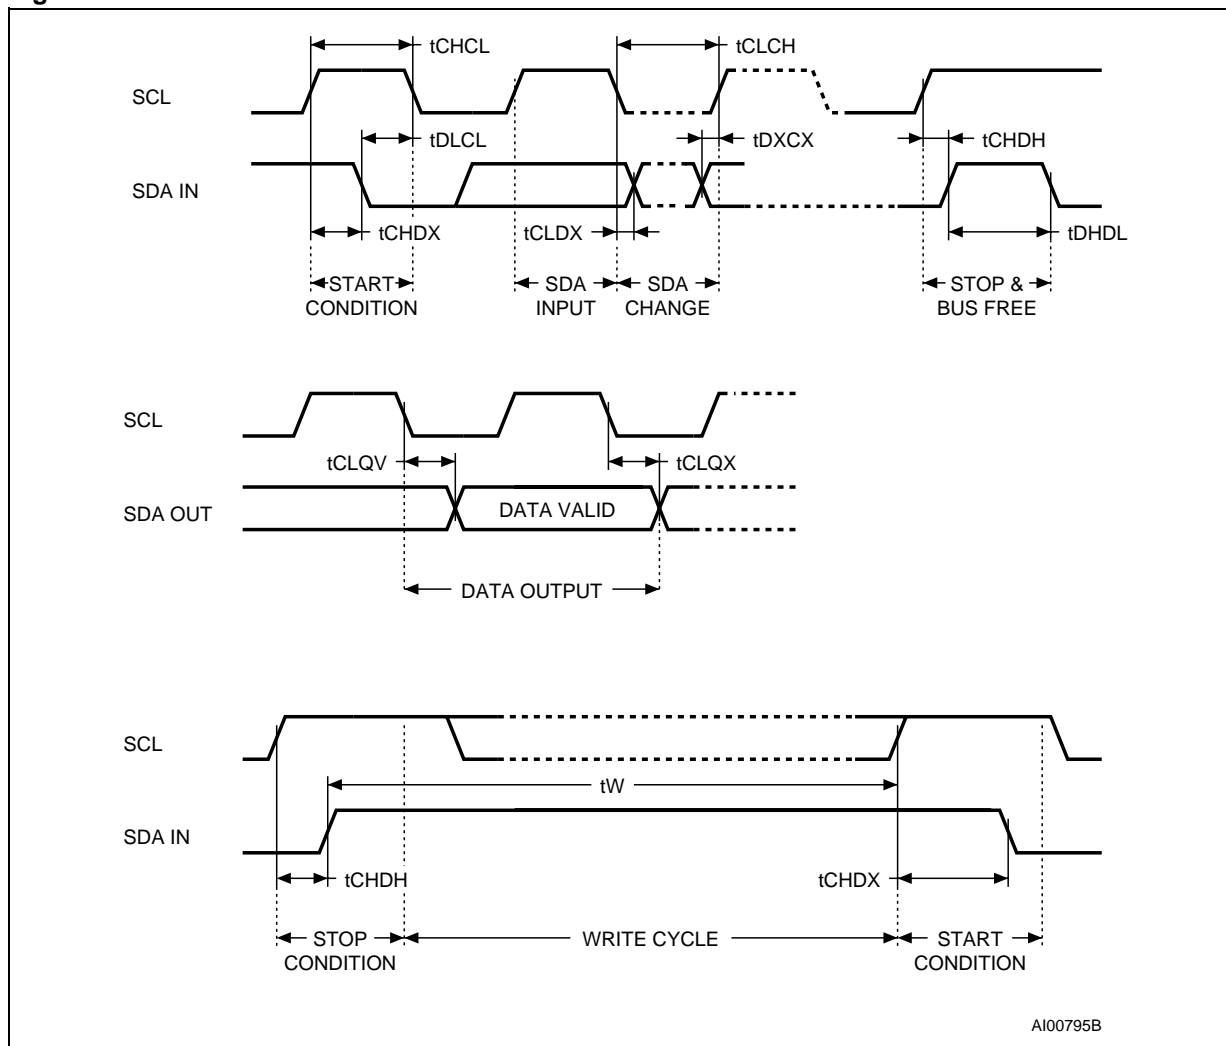 tCHCL
tCLCH
SCL
tDLCL
tDXCX
tCHDH
SDA IN
tCHDX
tCLDX
tDHDL
START
CONDITION
SDA
INPUT
SDA
CHANGE
STOP &
BUS FREE
SCL
tCLQV
tCLQX
SDA OUT
DATA VALID
DATA OUTPUT
SCL
tW
SDA IN
tCHDH
tCHDX
STOP
CONDITION
WRITE CYCLE
START
CONDITION
AI00795B